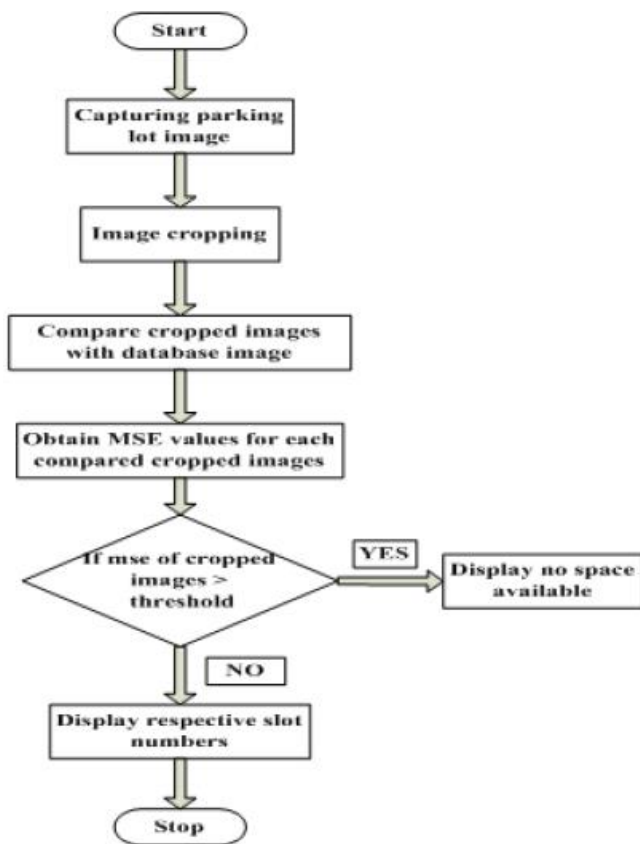 Start
Capturing parking
lot image
Image cropping
Compare cropped images
with database image
Obtain MSE values for each
compared cropped images
If mse of cropped
images >
threshold
YES
Display no space
available
NO
Display respective slot
numbers
Stop